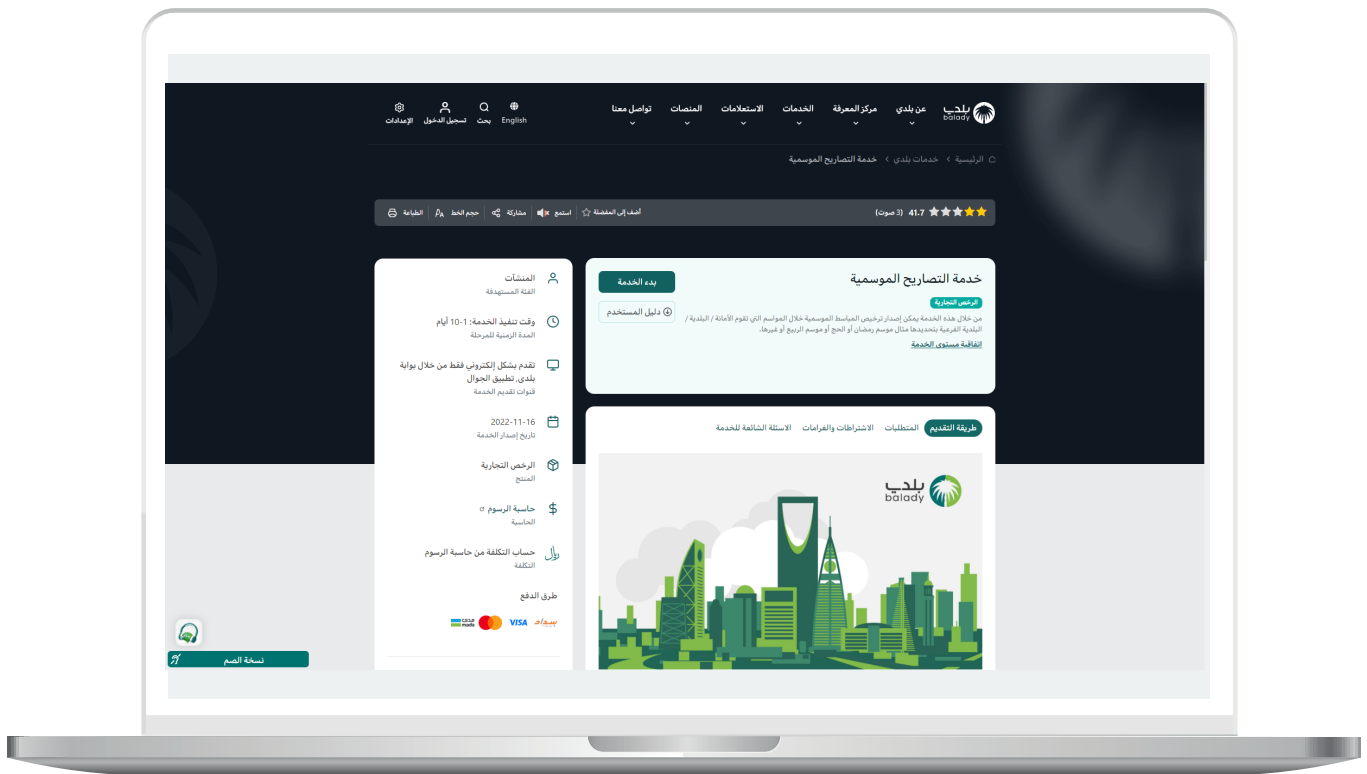 بلدي
balady
عن بلدي
مركز المعرفة
الخدمات
الاستعلامات
المنصات
تواصل معنا
English
بحث
تسجيل الدخول
الإعدادات
الرئيسية › خدمات بلدي › خدمة التصاريح الموسمية
41.7 (3 صوت)
أضف إلى المفضلة
استمع
مشاركة
حجم الخط
الطباعة
خدمة التصاريح الموسمية
الرخص التجارية
من خلال هذه الخدمة يمكن إصدار ترخيص المباسط الموسمية خلال المواسم التي تقوم الأمانة / البلدية /
البلدية الفرعية بتحديدها مثال موسم رمضان أو الحج أو موسم الربيع أو غيرها.
اتفاقية مستوى الخدمة
بدء الخدمة
دليل المستخدم
طريقة التقديم
المتطلبات
الاشتراطات والغرامات
الاسئلة الشائعة للخدمة
بلدي
balady
المنشآت
الفئة المستهدفة
وقت تنفيذ الخدمة: 1-10 أيام
المدة الزمنية للمرحلة
تقدم بشكل إلكتروني فقط من خلال بوابة
بلدي, تطبيق الجوال
قنوات تقديم الخدمة
2022-11-16
تاريخ إصدار الخدمة
الرخص التجارية
المنتج
حاسبة الرسوم
الحاسبة
حساب التكلفة من حاسبة الرسوم
التكلفة
طرق الدفع
سداد
VISA
مدى
mada
نسخة الصم